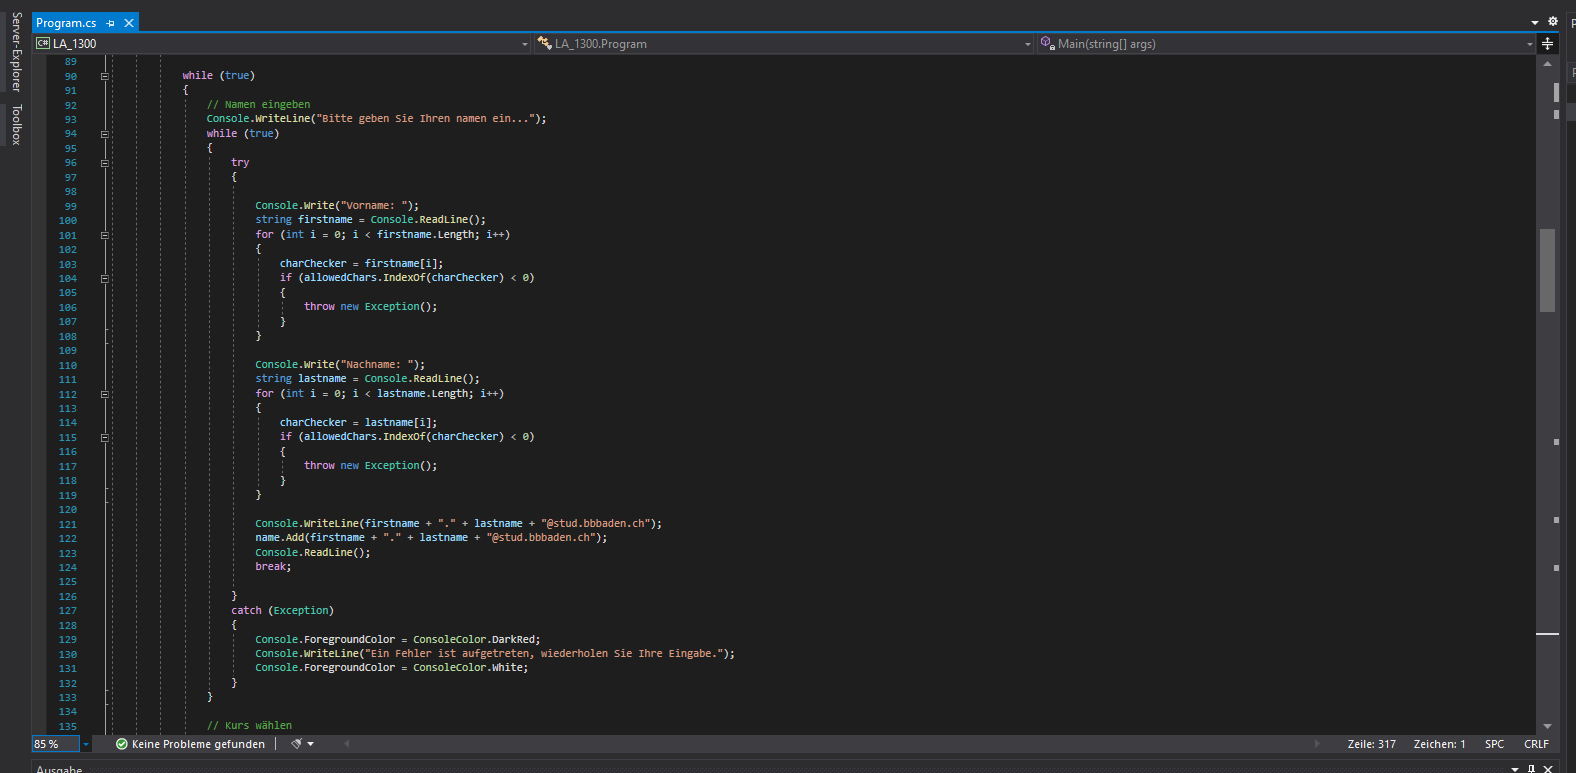 Server-Explorer
Toolbox
Program.cs
C# LA_1300
LA_1300.Program
Main(string[] args)
89
90 while (true)
91 {
92 // Namen eingeben
93 Console.WriteLine("Bitte geben Sie Ihren namen ein...");
94 while (true)
95 {
96 try
97 {
98
99 Console.Write("Vorname: ");
100 string firstname = Console.ReadLine();
101 for (int i = 0; i < firstname.Length; i++)
102 {
103 charChecker = firstname[i];
104 if (allowedChars.IndexOf(charChecker) < 0)
105 {
106 throw new Exception();
107 }
108 }
109
110 Console.Write("Nachname: ");
111 string lastname = Console.ReadLine();
112 for (int i = 0; i < lastname.Length; i++)
113 {
114 charChecker = lastname[i];
115 if (allowedChars.IndexOf(charChecker) < 0)
116 {
117 throw new Exception();
118 }
119 }
120
121 Console.WriteLine(firstname + "." + lastname + "@stud.bbbaden.ch");
122 name.Add(firstname + "." + lastname + "@stud.bbbaden.ch");
123 Console.ReadLine();
124 break;
125
126 }
127 catch (Exception)
128 {
129 Console.ForegroundColor = ConsoleColor.DarkRed;
130 Console.WriteLine("Ein Fehler ist aufgetreten, wiederholen Sie Ihre Eingabe.");
131 Console.ForegroundColor = ConsoleColor.White;
132 }
133 }
134
135 // Kurs wählen
85 %
Keine Probleme gefunden
Zeile: 317
Zeichen: 1
SPC
CRLF
Ausgabe